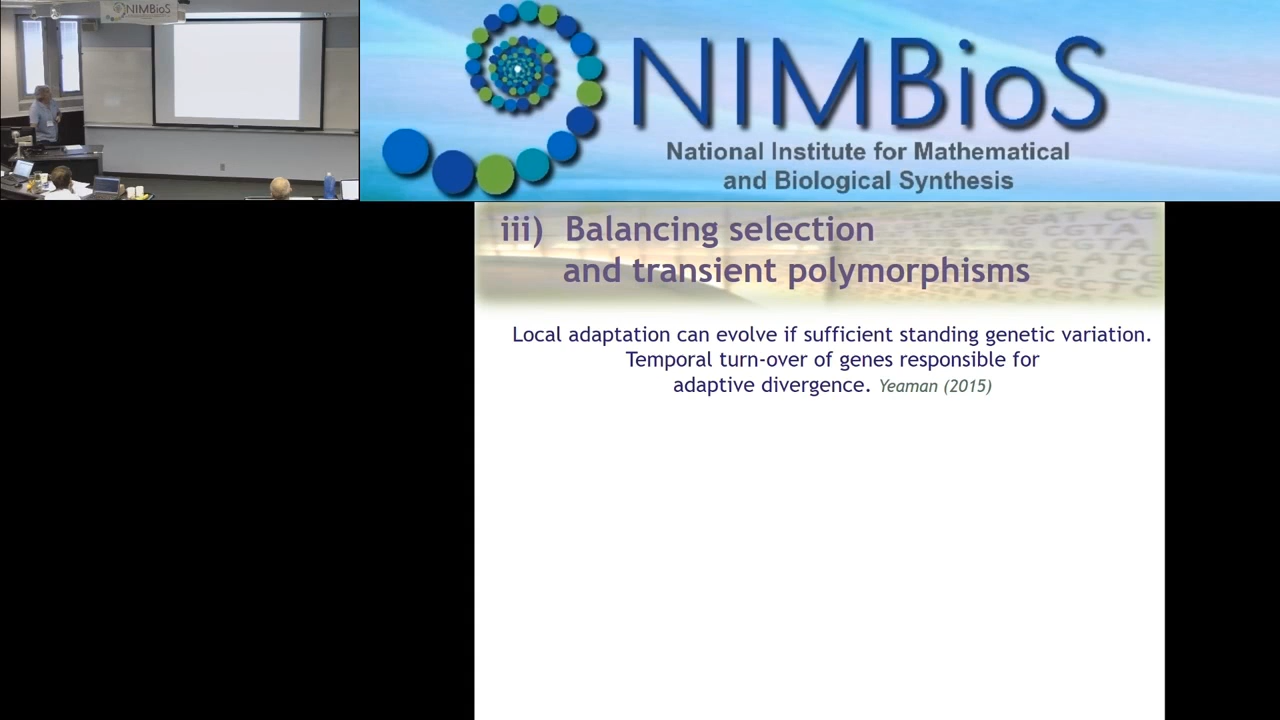 NIMBioS
NIMBioS
National Institute for Mathematical
and Biological Synthesis
iii) Balancing selection
and transient polymorphisms
Local adaptation can evolve if sufficient standing genetic variation.
Temporal turn-over of genes responsible for
adaptive divergence. Yeaman (2015)